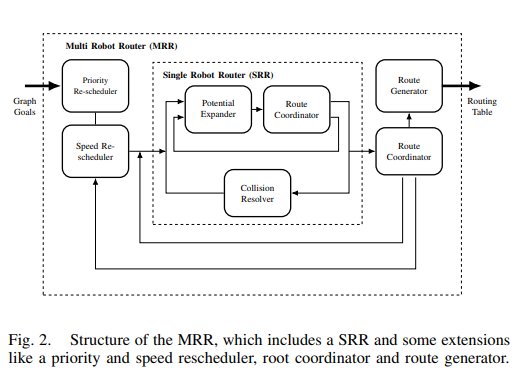 Multi Robot Router (MRR)
Graph
Goals
Priority
Re-scheduler
Speed Re-
scheduler
Single Robot Router (SRR)
Potential
Expander
Route
Coordinator
Collision
Resolver
Route
Generator
Route
Coordinator
Routing
Table
Fig. 2. Structure of the MRR, which includes a SRR and some extensions
like a priority and speed rescheduler, root coordinator and route generator.